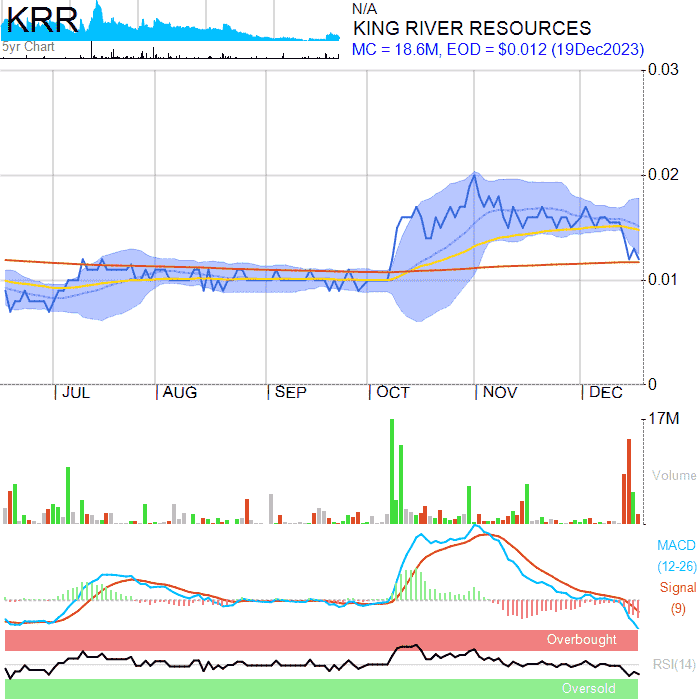 KRR
5yr Chart
N/A
KING RIVER RESOURCES
MC = 18.6M, EOD = $0.012 (19Dec2023)
0.03
0.02
0.01
0
JUL
AUG
SEP
OCT
NOV
DEC
17M
Volume
MACD
(12-26)
Signal
(9)
Overbought
RSI(14)
Oversold